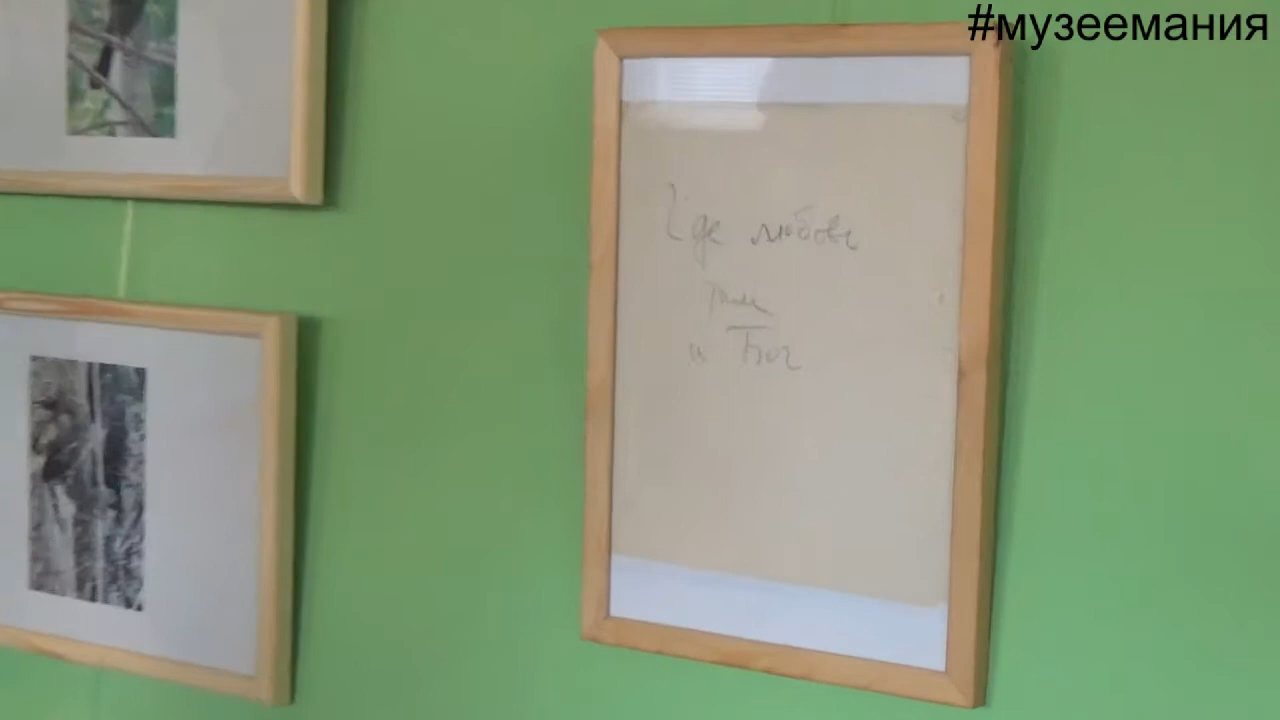 #музеемания
Где любовь
там
и Бог